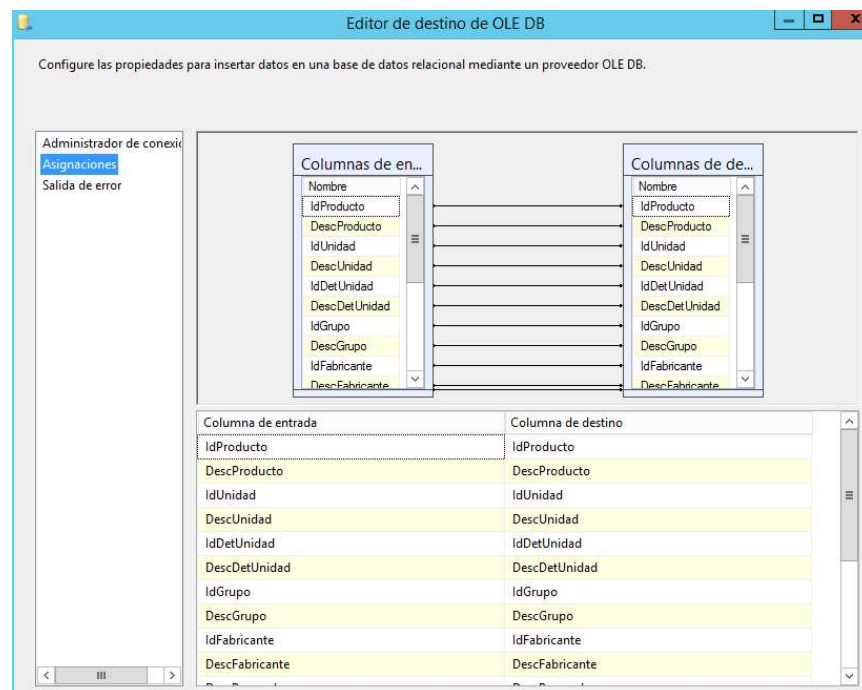 Editor de destino de OLE DB
Configure las propiedades para insertar datos en una base de datos relacional mediante un proveedor OLE DB.
Administrador de conexió
Asignaciones
Salida de error
Columnas de en...
Nombre
IdProducto
DescProducto
IdUnidad
DescUnidad
IdDetUnidad
DescDetUnidad
IdGrupo
DescGrupo
IdFabricante
DescFabricante
Columnas de de...
Nombre
IdProducto
DescProducto
IdUnidad
DescUnidad
IdDetUnidad
DescDetUnidad
IdGrupo
DescGrupo
IdFabricante
DescFabricante
Columna de entrada Columna de destino
IdProducto IdProducto
DescProducto DescProducto
IdUnidad IdUnidad
DescUnidad DescUnidad
IdDetUnidad IdDetUnidad
DescDetUnidad DescDetUnidad
IdGrupo IdGrupo
DescGrupo DescGrupo
IdFabricante IdFabricante
DescFabricante DescFabricante